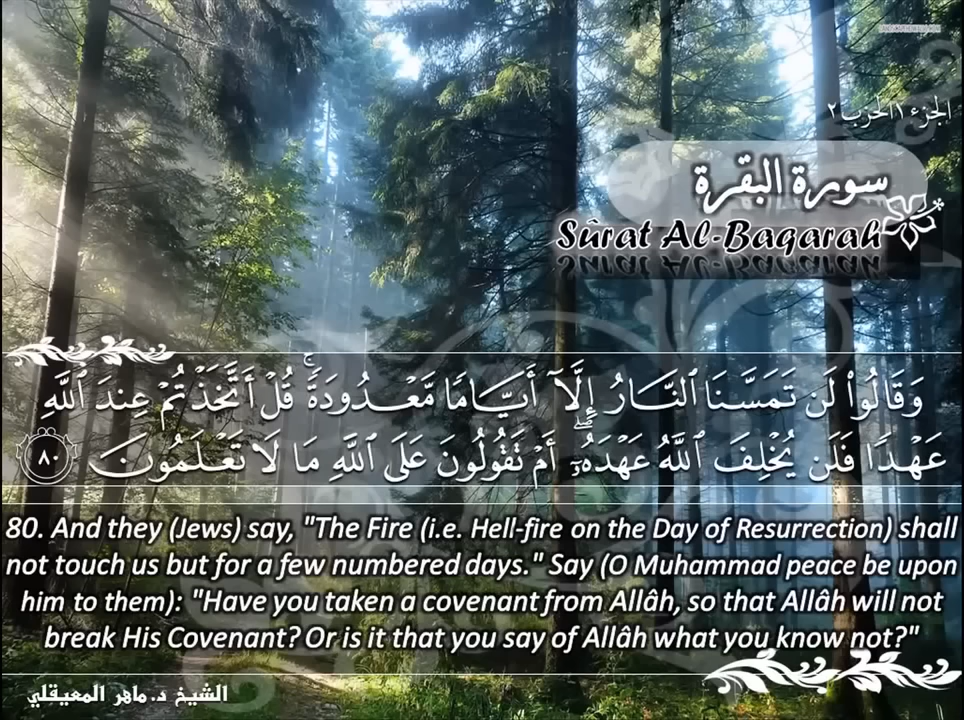 الجزء ١ الحزب ٢
سورة البقرة
Sûrat Al-Baqarah
وَقَالُوا۟ لَن تَمَسَّنَا ٱلنَّارُ إِلَّآ أَيَّامًا مَّعْدُودَةً ۚ قُلْ أَتَّخَذْتُمْ عِندَ ٱللَّهِ
عَهْدًا فَلَن يُخْلِفَ ٱللَّهُ عَهْدَهُۥٓ ۖ أَمْ تَقُولُونَ عَلَى ٱللَّهِ مَا لَا تَعْلَمُونَ ٨٠
80. And they (Jews) say, "The Fire (i.e. Hell-fire on the Day of Resurrection) shall
not touch us but for a few numbered days." Say (O Muhammad peace be upon
him to them): "Have you taken a covenant from Allâh, so that Allâh will not
break His Covenant? Or is it that you say of Allâh what you know not?"
الشيخ د. ماهر المعيقلي